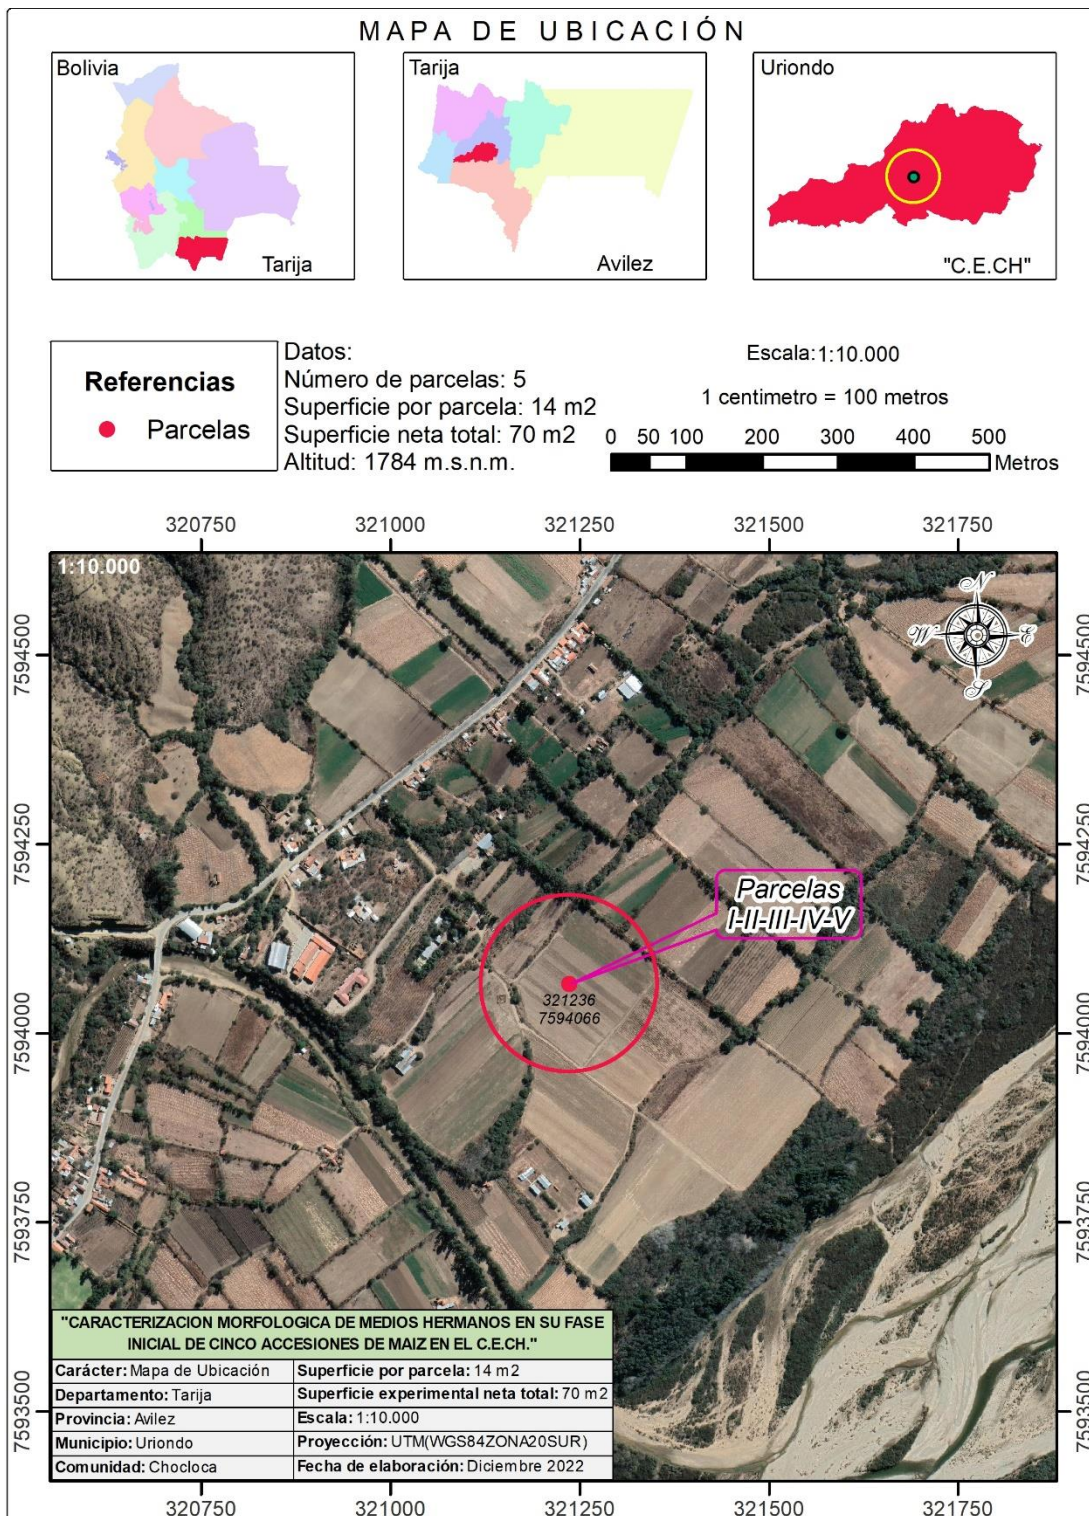 MAPA DE UBICACIÓN
Bolivia
Tarija
Tarija
Avilez
Uriondo
"C.E.CH"
Referencias
Parcelas
Datos:
Número de parcelas: 5
Superficie por parcela: 14 m2
Superficie neta total: 70 m2
Altitud: 1784 m.s.n.m.
Escala:1:10.000
1 centimetro = 100 metros
0 50 100 200 300 400 500
Metros
320750 321000 321250 321500 321750
1:10.000
N
W E
S
7594500 7594500
7594250 7594250
Parcelas
I-II-III-IV-V
321236
7594066
7594000 7594000
7593750 7593750
7593500 7593500
"CARACTERIZACION MORFOLOGICA DE MEDIOS HERMANOS EN SU FASE
INICIAL DE CINCO ACCESIONES DE MAIZ EN EL C.E.CH."
Carácter: Mapa de Ubicación Superficie por parcela: 14 m2
Departamento: Tarija Superficie experimental neta total: 70 m2
Provincia: Avilez Escala: 1:10.000
Municipio: Uriondo Proyección: UTM(WGS84ZONA20SUR)
Comunidad: Chocloca Fecha de elaboración: Diciembre 2022
320750 321000 321250 321500 321750